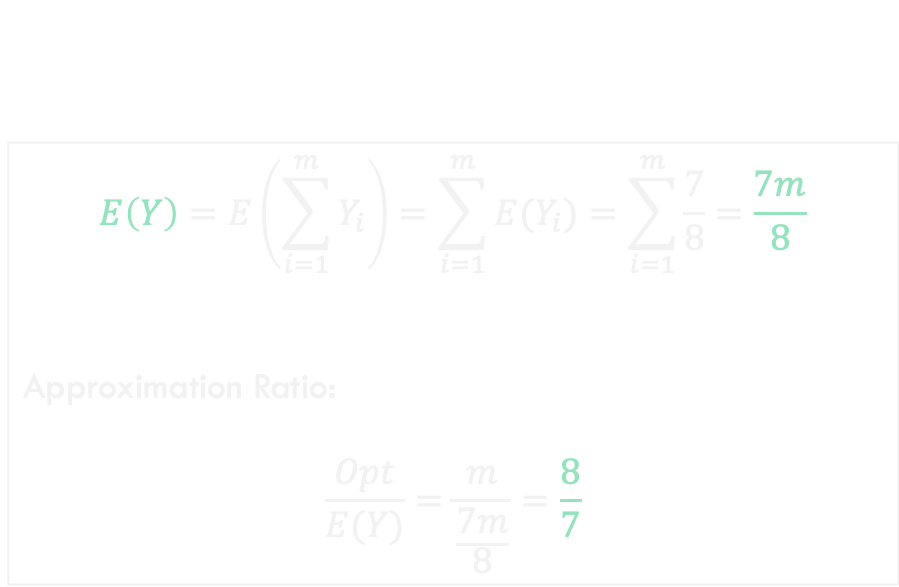 E(Y) = E(∑_{i=1}^{m} Y_i) = ∑_{i=1}^{m} E(Y_i) = ∑_{i=1}^{m} 7/8 = 7m/8
Approximation Ratio:
Opt/E(Y) = m/(7m/8) = 8/7